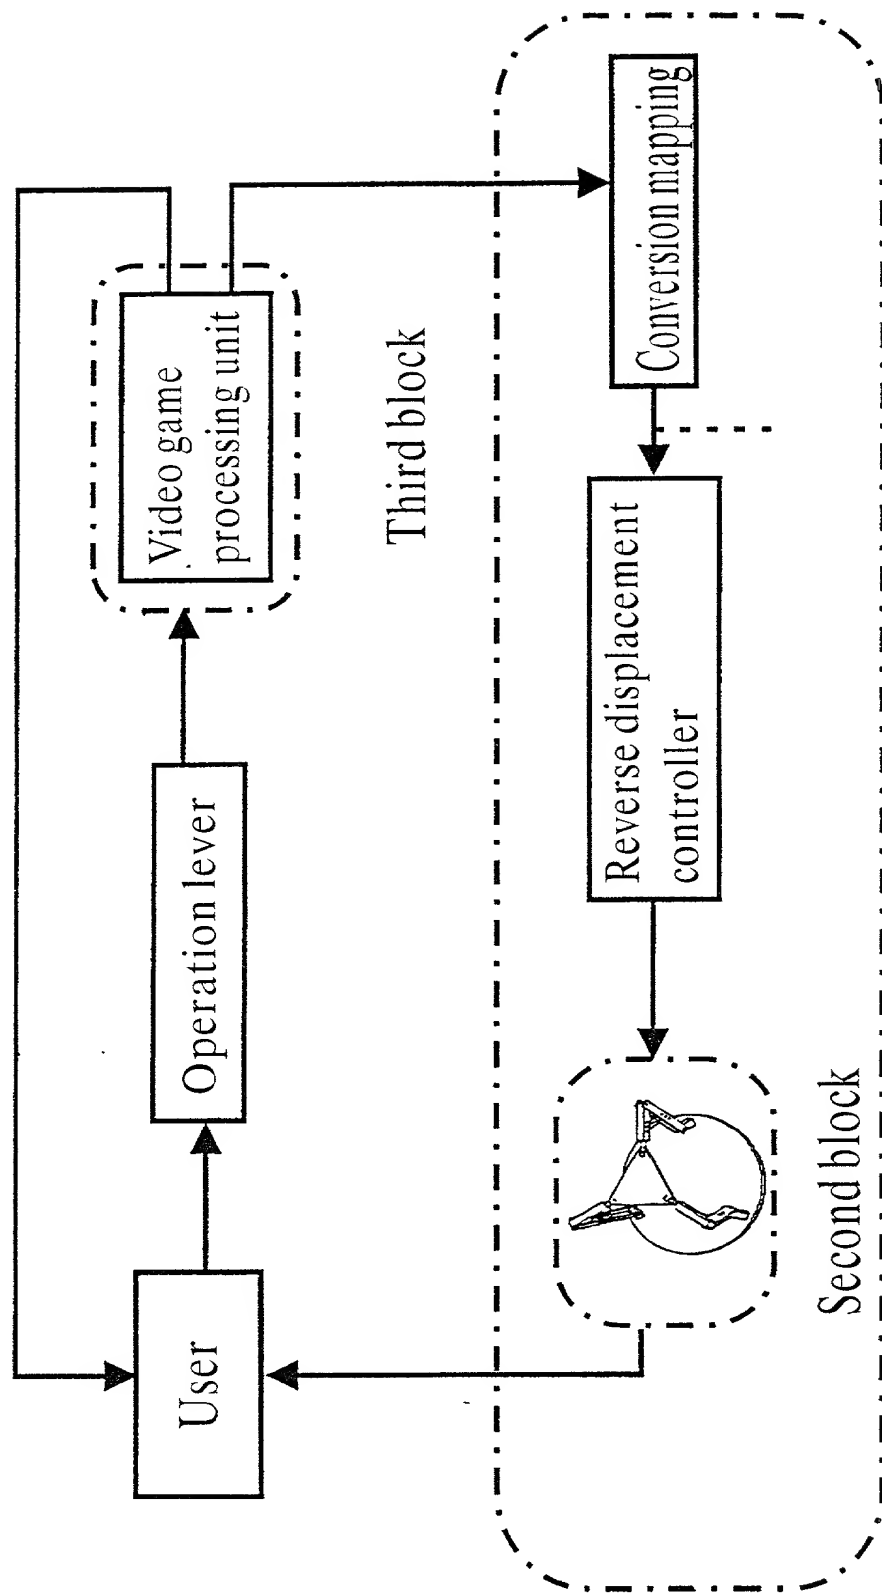 User
Operation lever
Video game
processing unit
Third block
Second block
Reverse displacement
controller
Conversion mapping